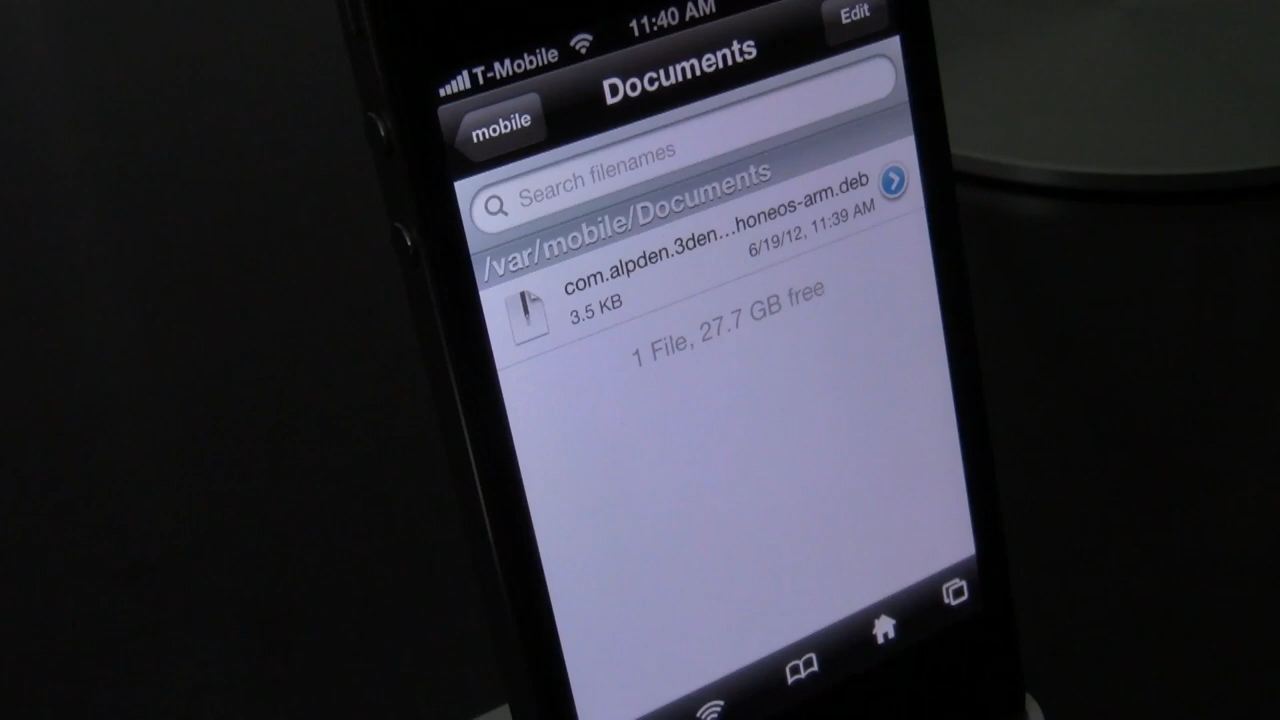 T-Mobile 11:40 AM
mobile
Documents
Edit
Search filenames
/var/mobile/Documents
com.alpden.3den...honeos-arm.deb
3.5 KB
6/19/12, 11:39 AM
1 File, 27.7 GB free